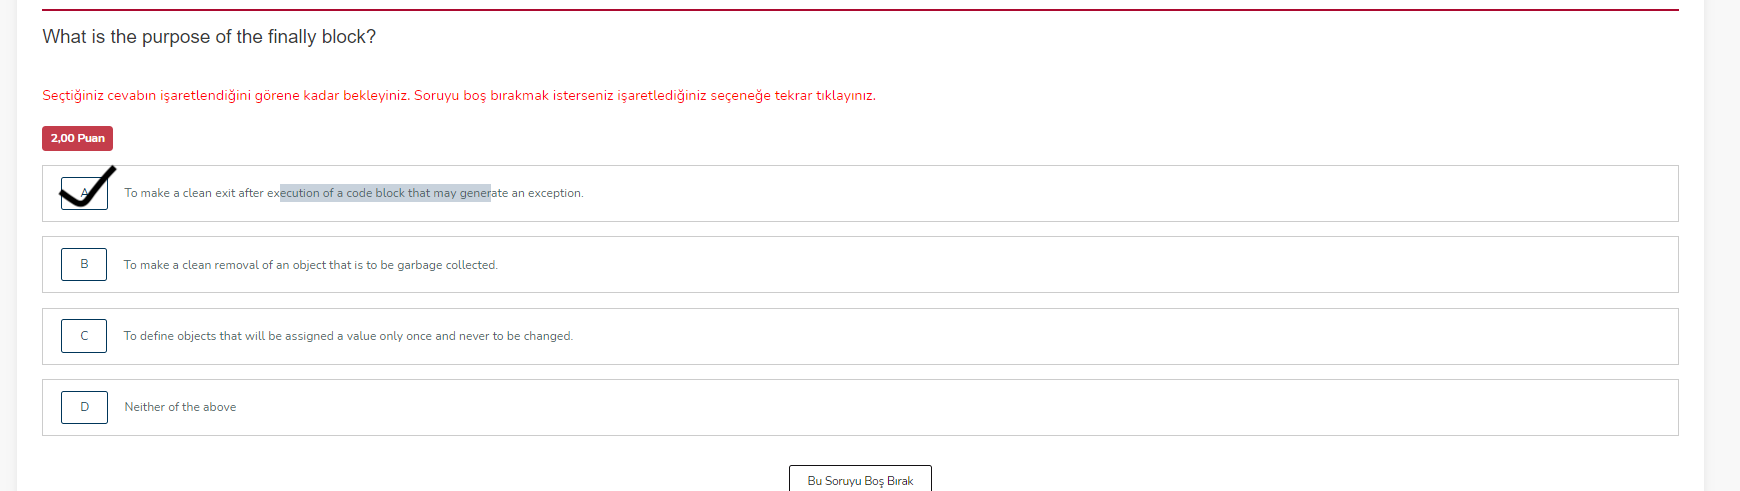 What is the purpose of the finally block?
Seçtiğiniz cevabın işaretlendiğini görene kadar bekleyiniz. Soruyu boş bırakmak isterseniz işaretlediğiniz seçeneğe tekrar tıklayınız.
2,00 Puan
A To make a clean exit after execution of a code block that may generate an exception.
B To make a clean removal of an object that is to be garbage collected.
C To define objects that will be assigned a value only once and never to be changed.
D Neither of the above
Bu Soruyu Boş Bırak